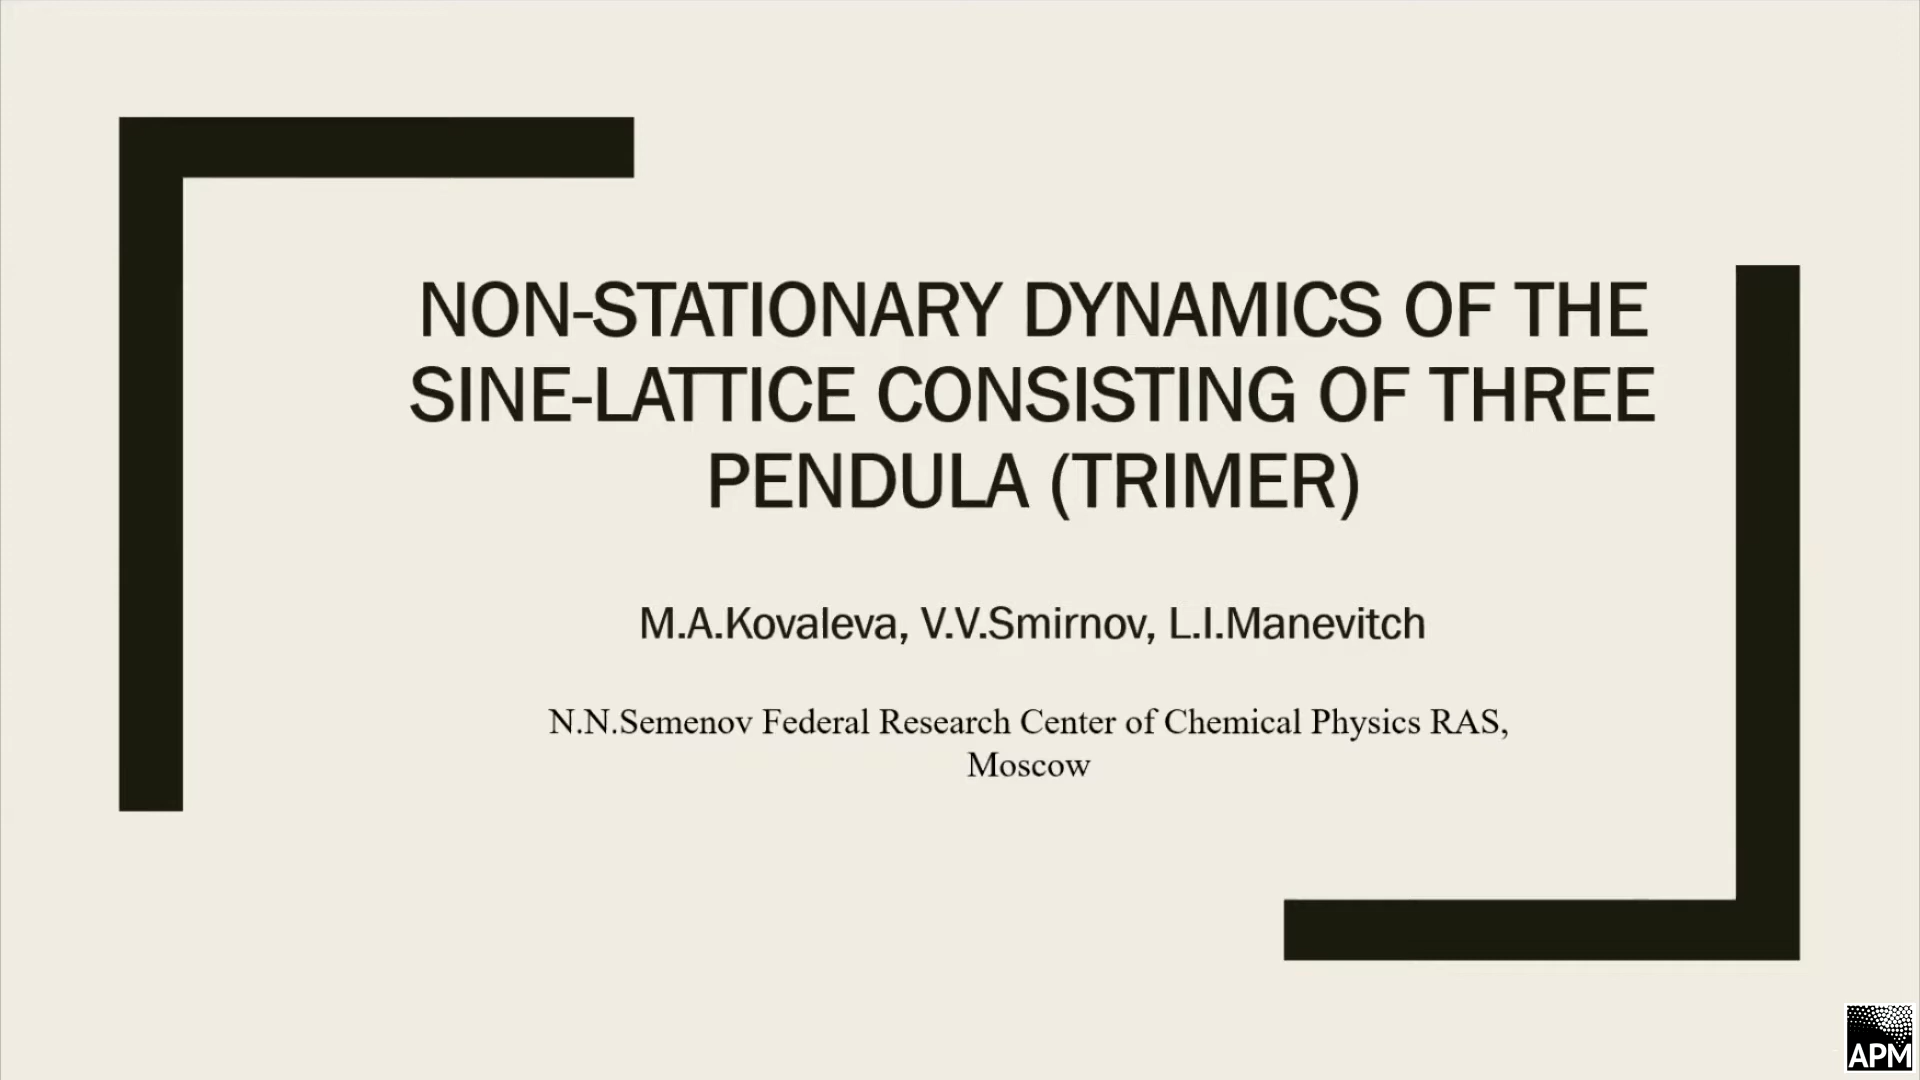 NON-STATIONARY DYNAMICS OF THE
SINE-LATTICE CONSISTING OF THREE
PENDULA (TRIMER)
M.A.Kovaleva, V.V.Smirnov, L.I.Manevitch
N.N.Semenov Federal Research Center of Chemical Physics RAS,
Moscow
APM